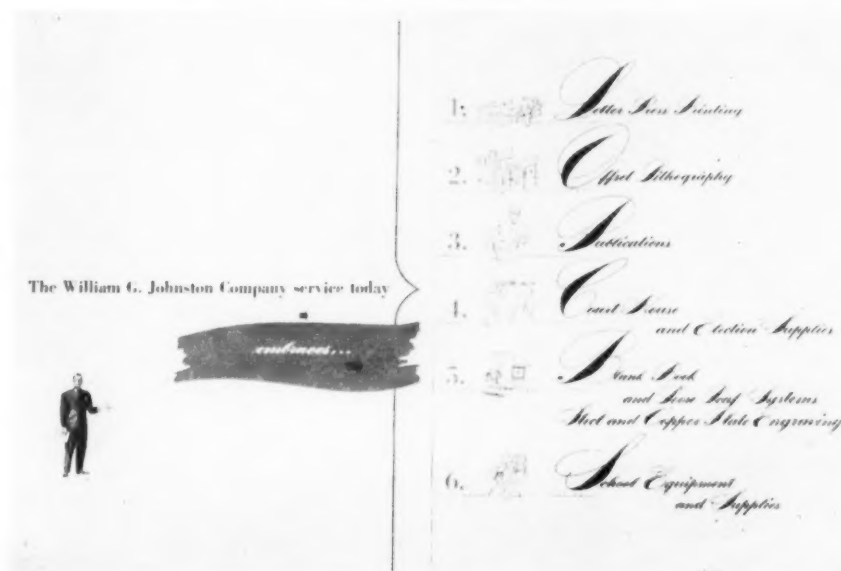 The William G. Johnston Company service today
embraces...
1. Letter Press Printing
2. Offset Lithography
3. Publications
4. Court House
and Election Supplies
5. Blank Book
and Loose Leaf Systems
Steel and Copper Plate Engraving
6. School Equipment
and Supplies